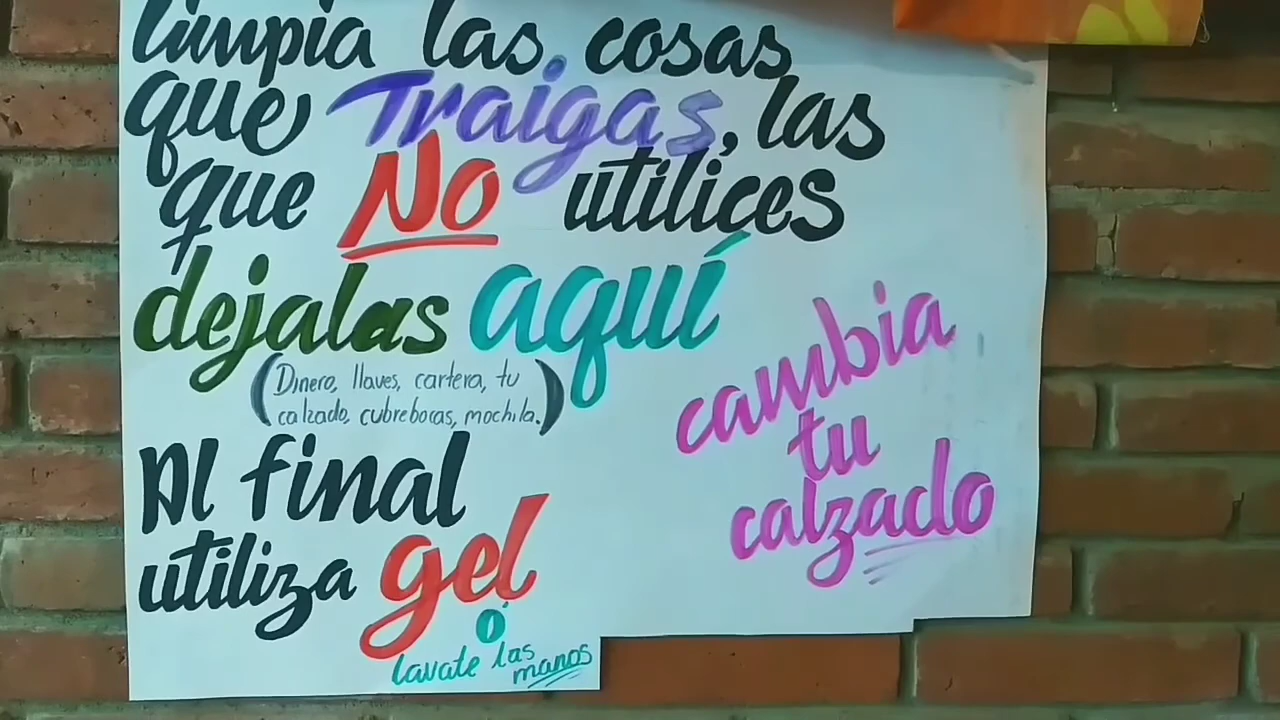 limpia las cosas
que Traigas, las
que No utilices
dejalas aquí
(Dinero, llaves, cartera, tu
calzado, cubrebocas, mochila.)
Al final
utiliza gel
o
lavate las
manos
cambia
tu
calzado